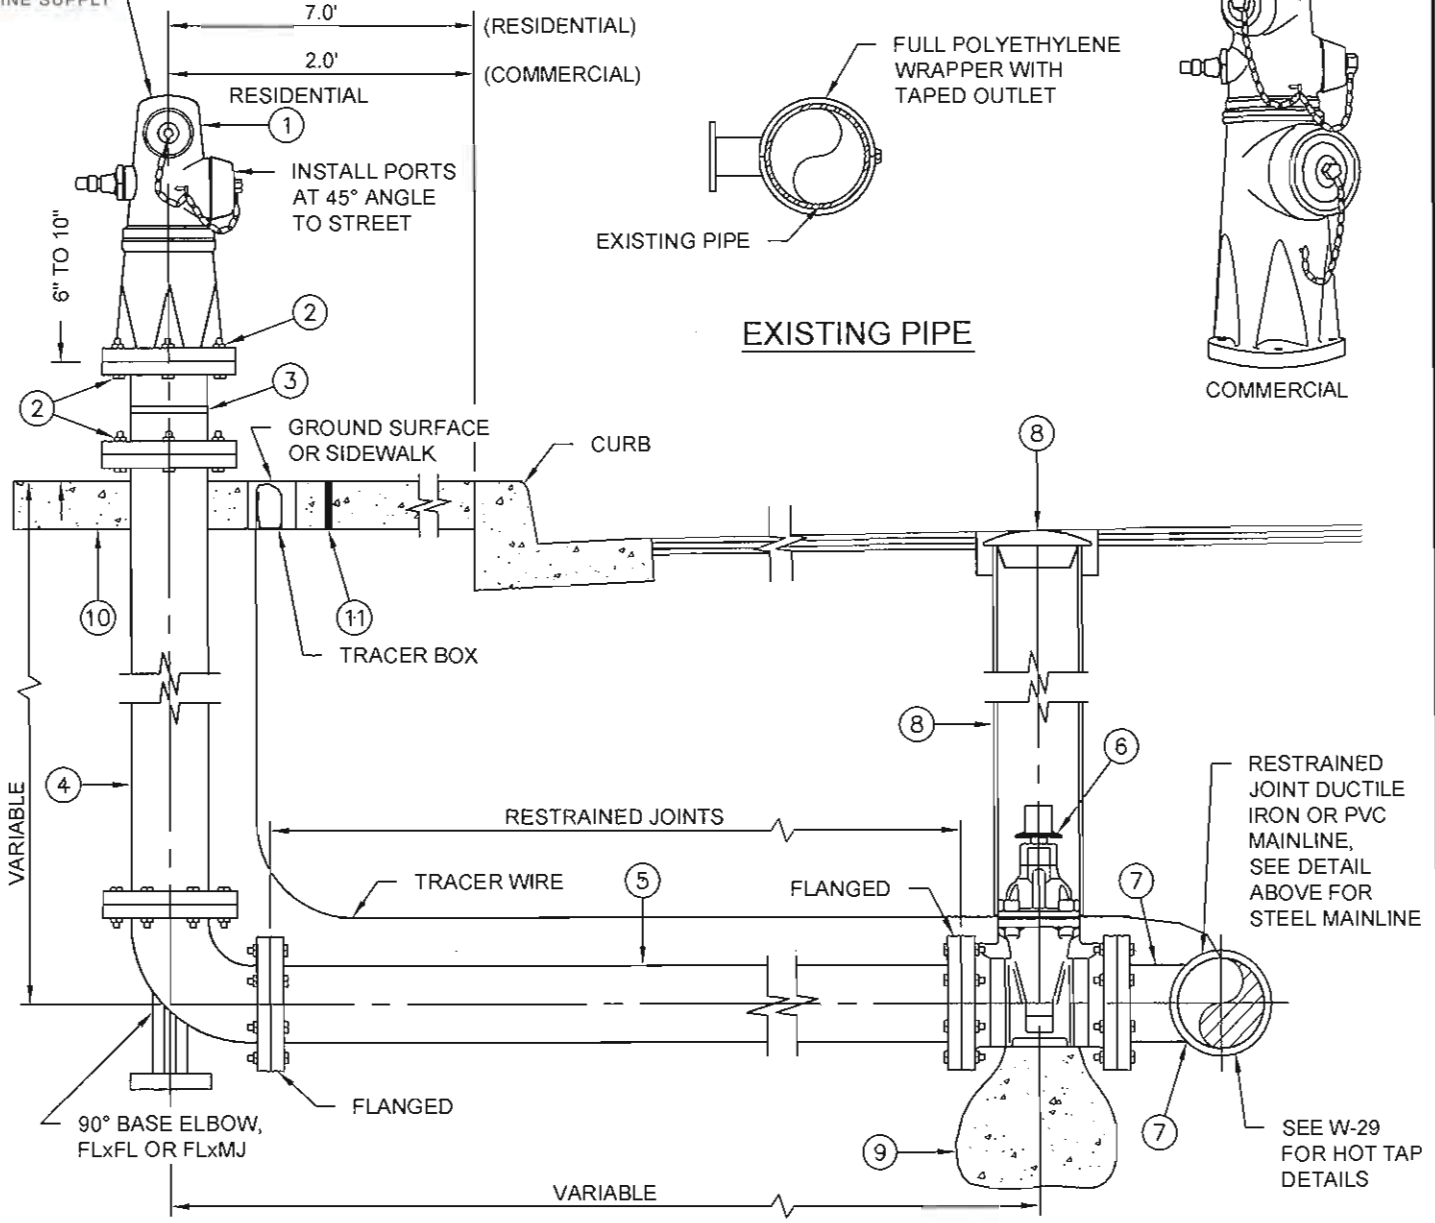 INE SUPPLY
7.0'
(RESIDENTIAL)
2.0'
(COMMERCIAL)
RESIDENTIAL
1
INSTALL PORTS
AT 45° ANGLE
TO STREET
6" TO 10"
2
3
2
GROUND SURFACE
OR SIDEWALK
CURB
FULL POLYETHYLENE
WRAPPER WITH
TAPED OUTLET
EXISTING PIPE
EXISTING PIPE
COMMERCIAL
8
10
11
TRACER BOX
8
6
4
VARIABLE
RESTRAINED JOINTS
TRACER WIRE
5
FLANGED
7
RESTRAINED
JOINT DUCTILE
IRON OR PVC
MAINLINE,
SEE DETAIL
ABOVE FOR
STEEL MAINLINE
90° BASE ELBOW,
FLxFL OR FLxMJ
FLANGED
9
7
SEE W-29
FOR HOT TAP
DETAILS
VARIABLE